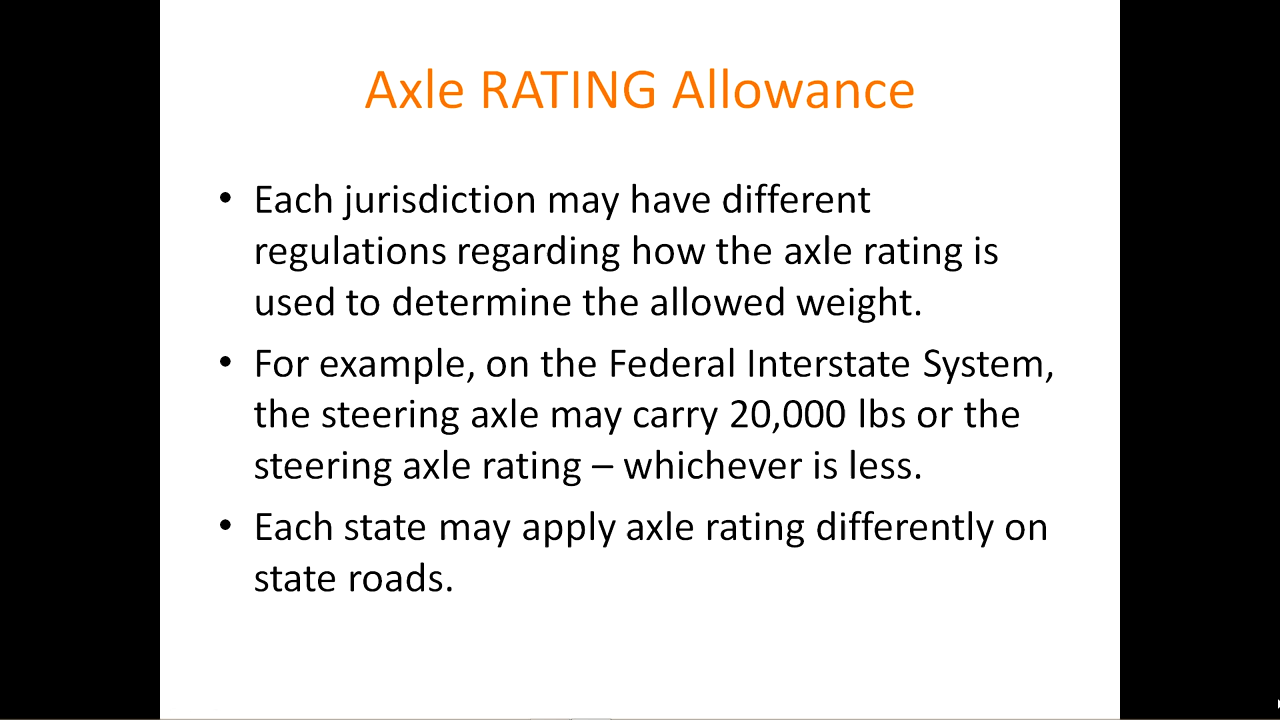 Axle RATING Allowance
• Each jurisdiction may have different
regulations regarding how the axle rating is
used to determine the allowed weight.
• For example, on the Federal Interstate System,
the steering axle may carry 20,000 lbs or the
steering axle rating – whichever is less.
• Each state may apply axle rating differently on
state roads.